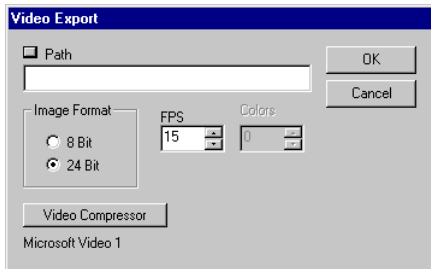 Video Export
Path
OK
Cancel
Image Format
8 Bit
24 Bit
FPS
15
Colors
0
Video Compressor
Microsoft Video 1